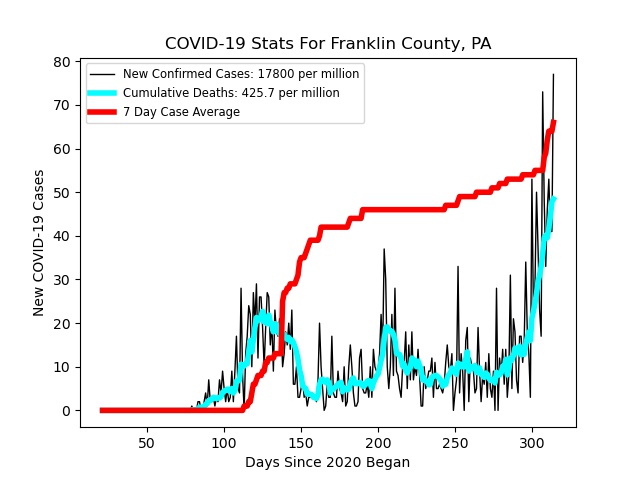 COVID-19 Stats For Franklin County, PA
New Confirmed Cases: 17800 per million
Cumulative Deaths: 425.7 per million
7 Day Case Average
New COVID-19 Cases
80
70
60
50
40
30
20
10
0
50 100 150 200 250 300
Days Since 2020 Began